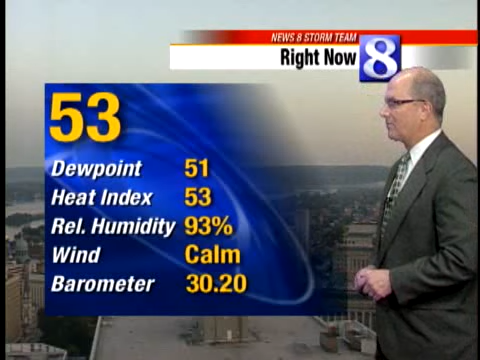 NEWS 8 STORM TEAM
Right Now 8
53
Dewpoint 51
Heat Index 53
Rel. Humidity 93%
Wind Calm
Barometer 30.20